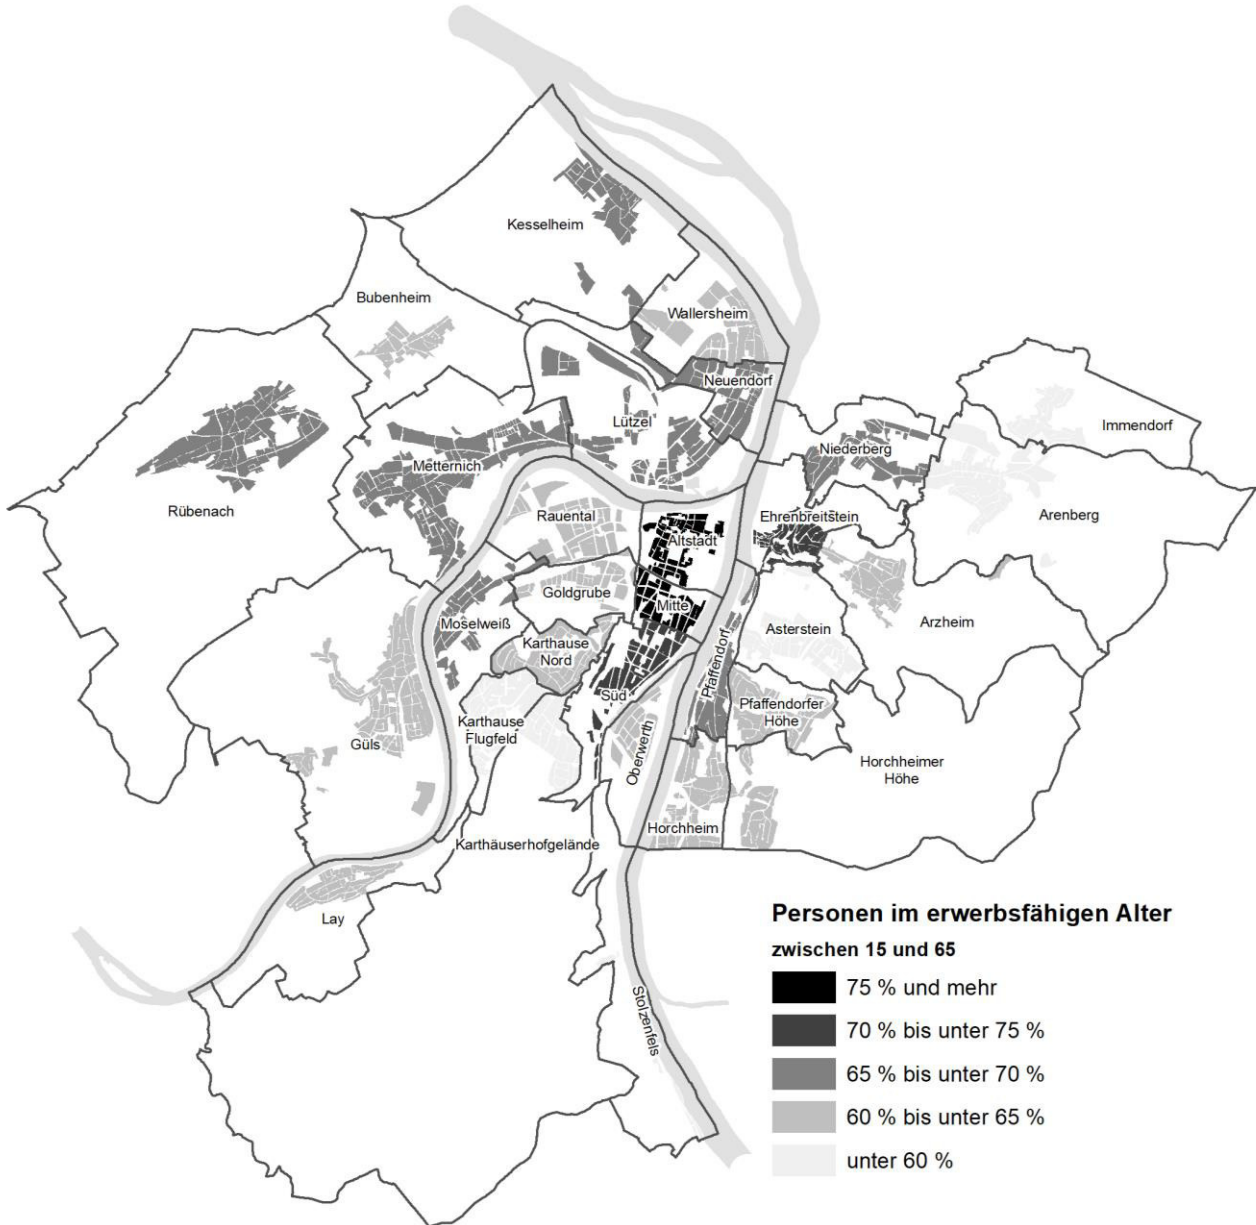 Kesselheim
Bubenheim
Wallersheim
Neuendorf
Lützel
Immendorf
Niederberg
Metternich
Rübenach
Rauental
Ehrenbreitstein
Arenberg
Altstadt
Goldgrube
Mitte
Moselweiß
Asterstein
Arzheim
Karthause
Nord
Pfaffendorf
Süd
Pfaffendorfer
Höhe
Karthause
Flugfeld
Güls
Oberwerth
Horchheimer
Höhe
Horchheim
Karthäuserhofgelände
Lay
Stolzenfels
Personen im erwerbsfähigen Alter
zwischen 15 und 65
75 % und mehr
70 % bis unter 75 %
65 % bis unter 70 %
60 % bis unter 65 %
unter 60 %